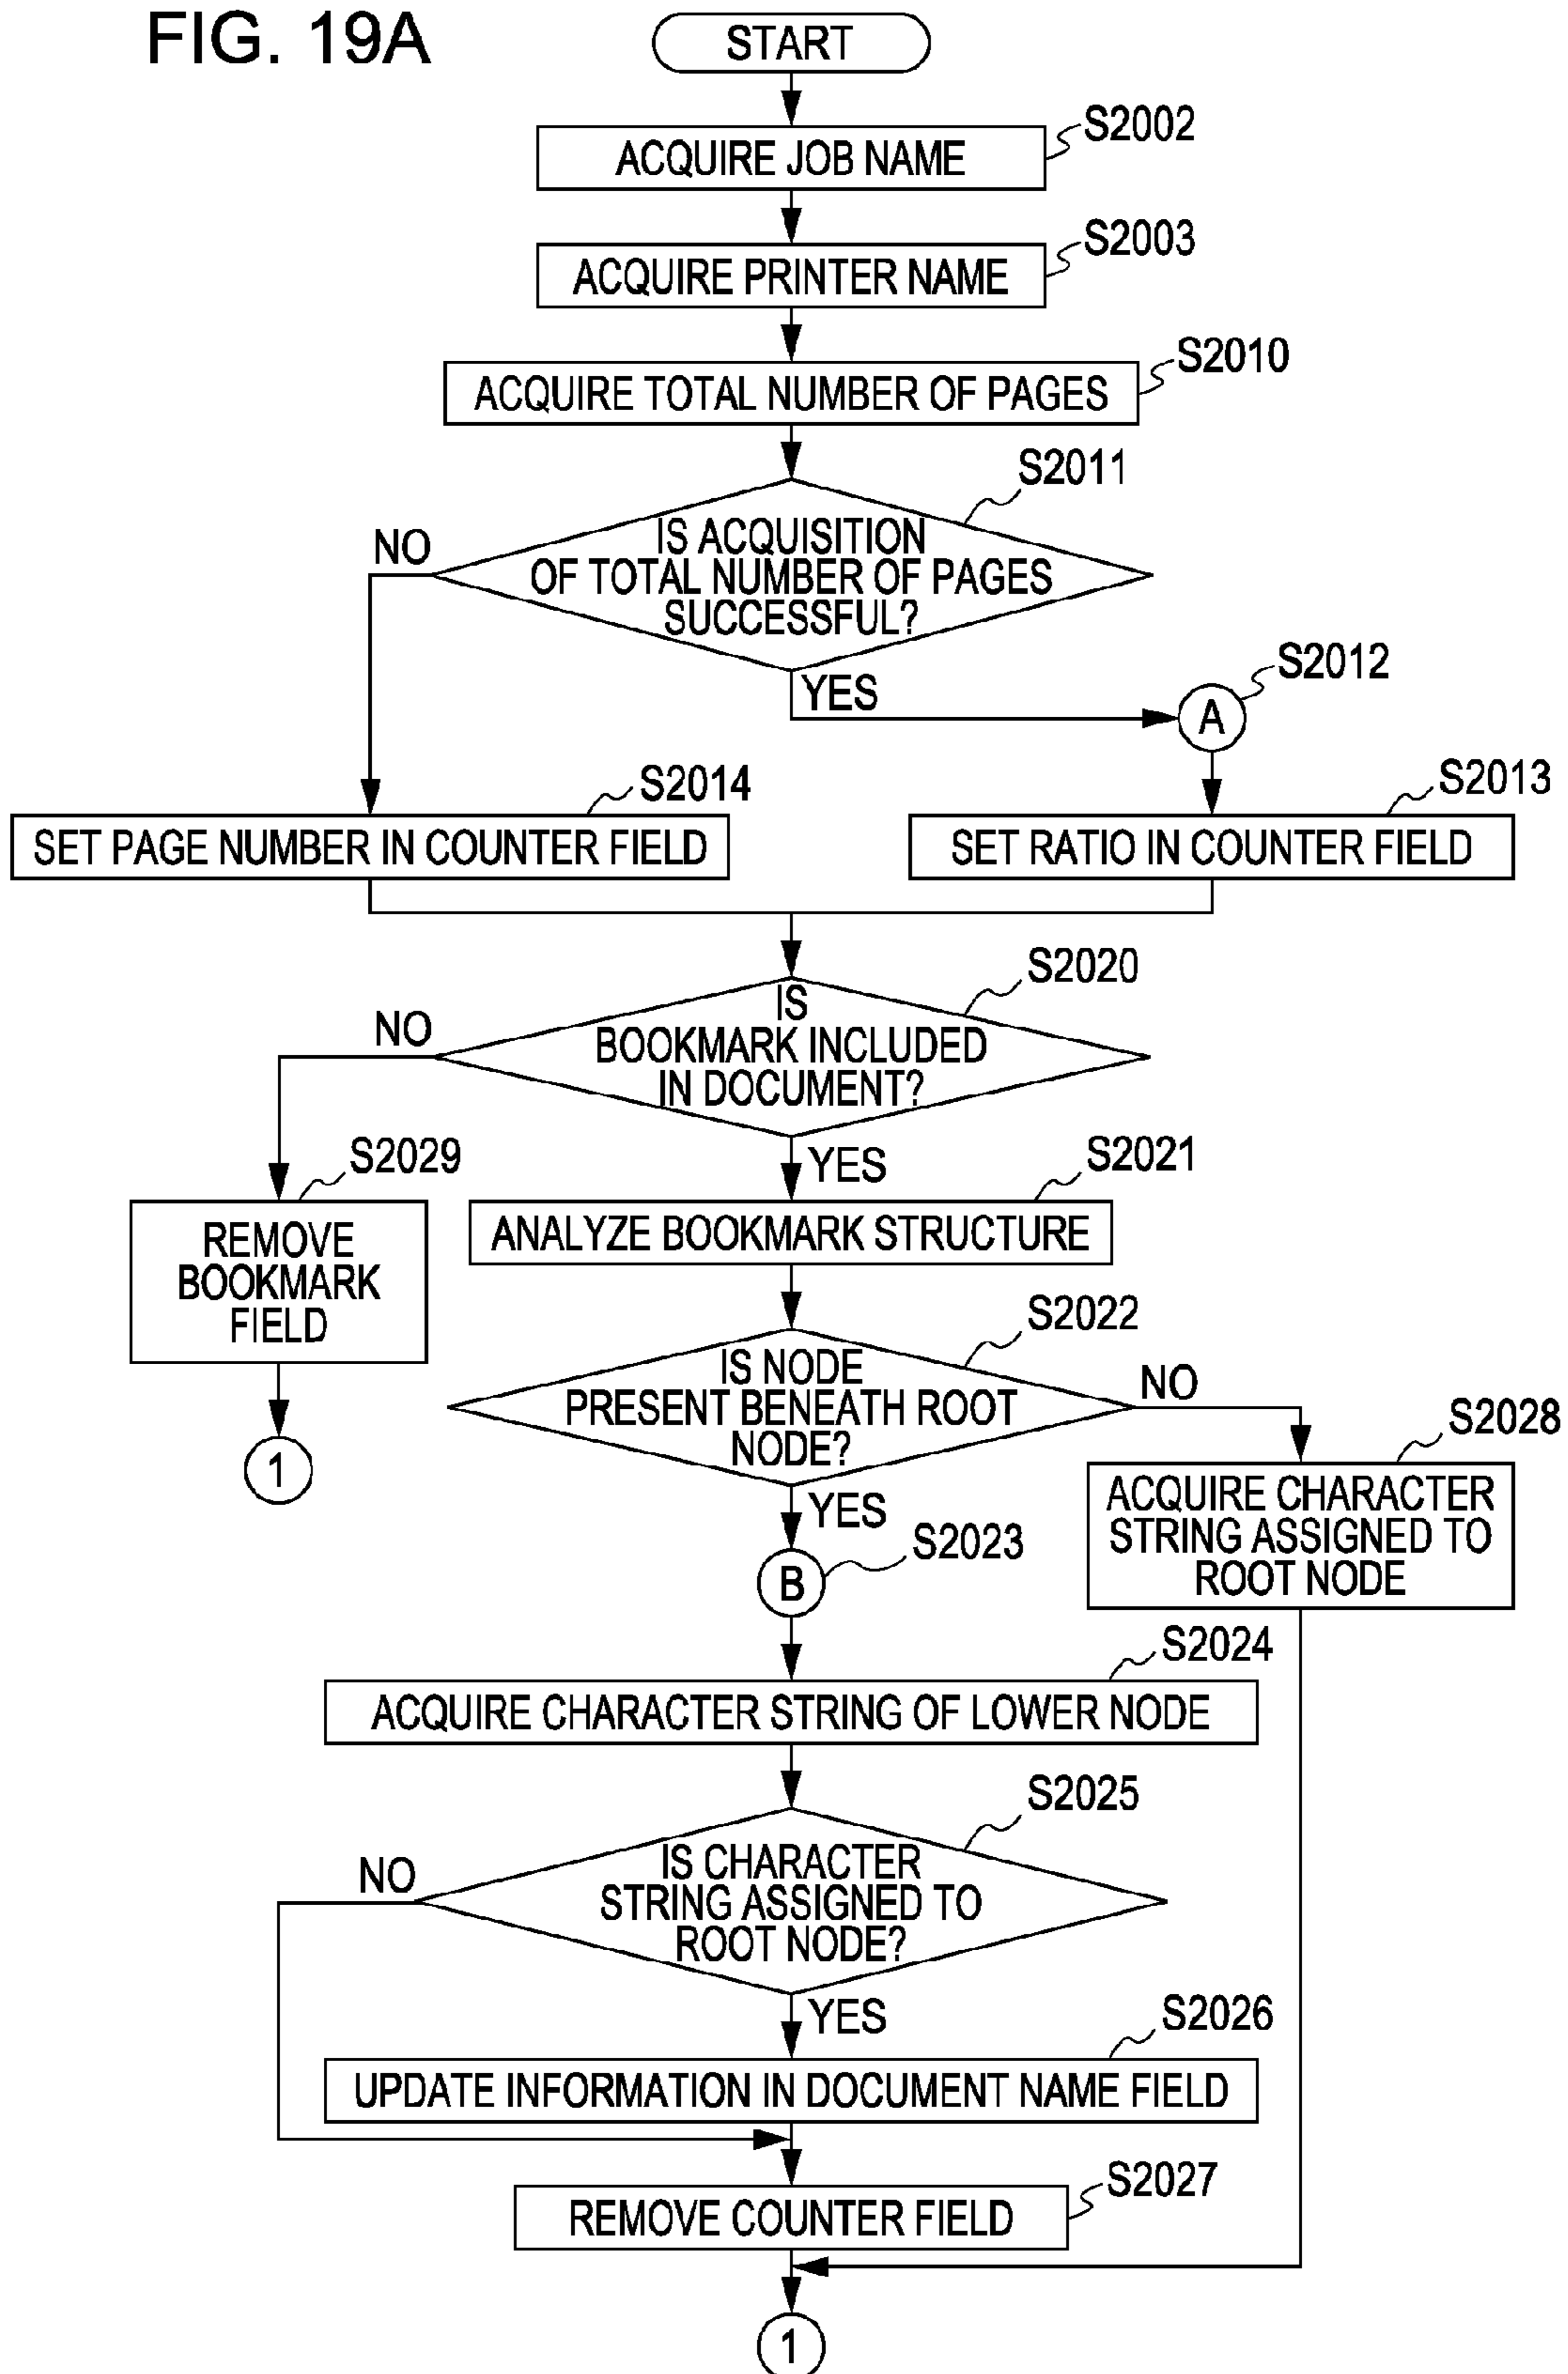 FIG. 19A
START
S2002
ACQUIRE JOB NAME
S2003
ACQUIRE PRINTER NAME
S2010
ACQUIRE TOTAL NUMBER OF PAGES
S2011
IS ACQUISITION
OF TOTAL NUMBER OF PAGES
SUCCESSFUL?
NO
YES
S2012
A
S2014
SET PAGE NUMBER IN COUNTER FIELD
S2013
SET RATIO IN COUNTER FIELD
S2020
IS
BOOKMARK INCLUDED
IN DOCUMENT?
NO
YES
S2029
REMOVE
BOOKMARK
FIELD
1
S2021
ANALYZE BOOKMARK STRUCTURE
S2022
IS NODE
PRESENT BENEATH ROOT
NODE?
NO
YES
S2028
ACQUIRE CHARACTER
STRING ASSIGNED TO
ROOT NODE
S2023
B
S2024
ACQUIRE CHARACTER STRING OF LOWER NODE
S2025
IS CHARACTER
STRING ASSIGNED TO
ROOT NODE?
NO
YES
S2026
UPDATE INFORMATION IN DOCUMENT NAME FIELD
S2027
REMOVE COUNTER FIELD
1